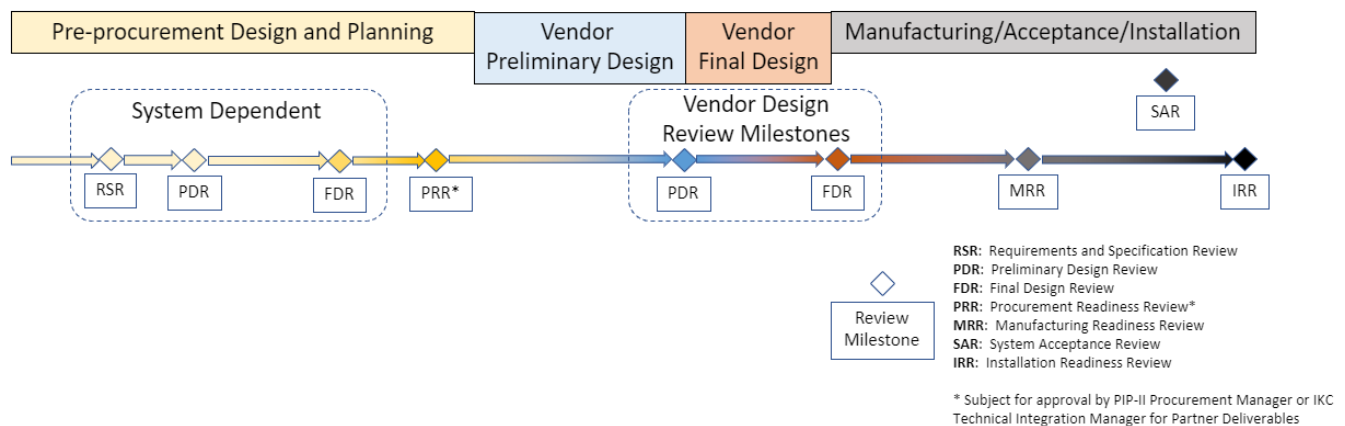 Pre-procurement Design and Planning
Vendor
Preliminary Design
Vendor
Final Design
Manufacturing/Acceptance/Installation
System Dependent
Vendor Design
Review Milestones
SAR
RSR
PDR
FDR
PRR*
PDR
FDR
MRR
IRR
Review
Milestone
RSR: Requirements and Specification Review
PDR: Preliminary Design Review
FDR: Final Design Review
PRR: Procurement Readiness Review*
MRR: Manufacturing Readiness Review
SAR: System Acceptance Review
IRR: Installation Readiness Review
* Subject for approval by PIP-II Procurement Manager or IKC
Technical Integration Manager for Partner Deliverables